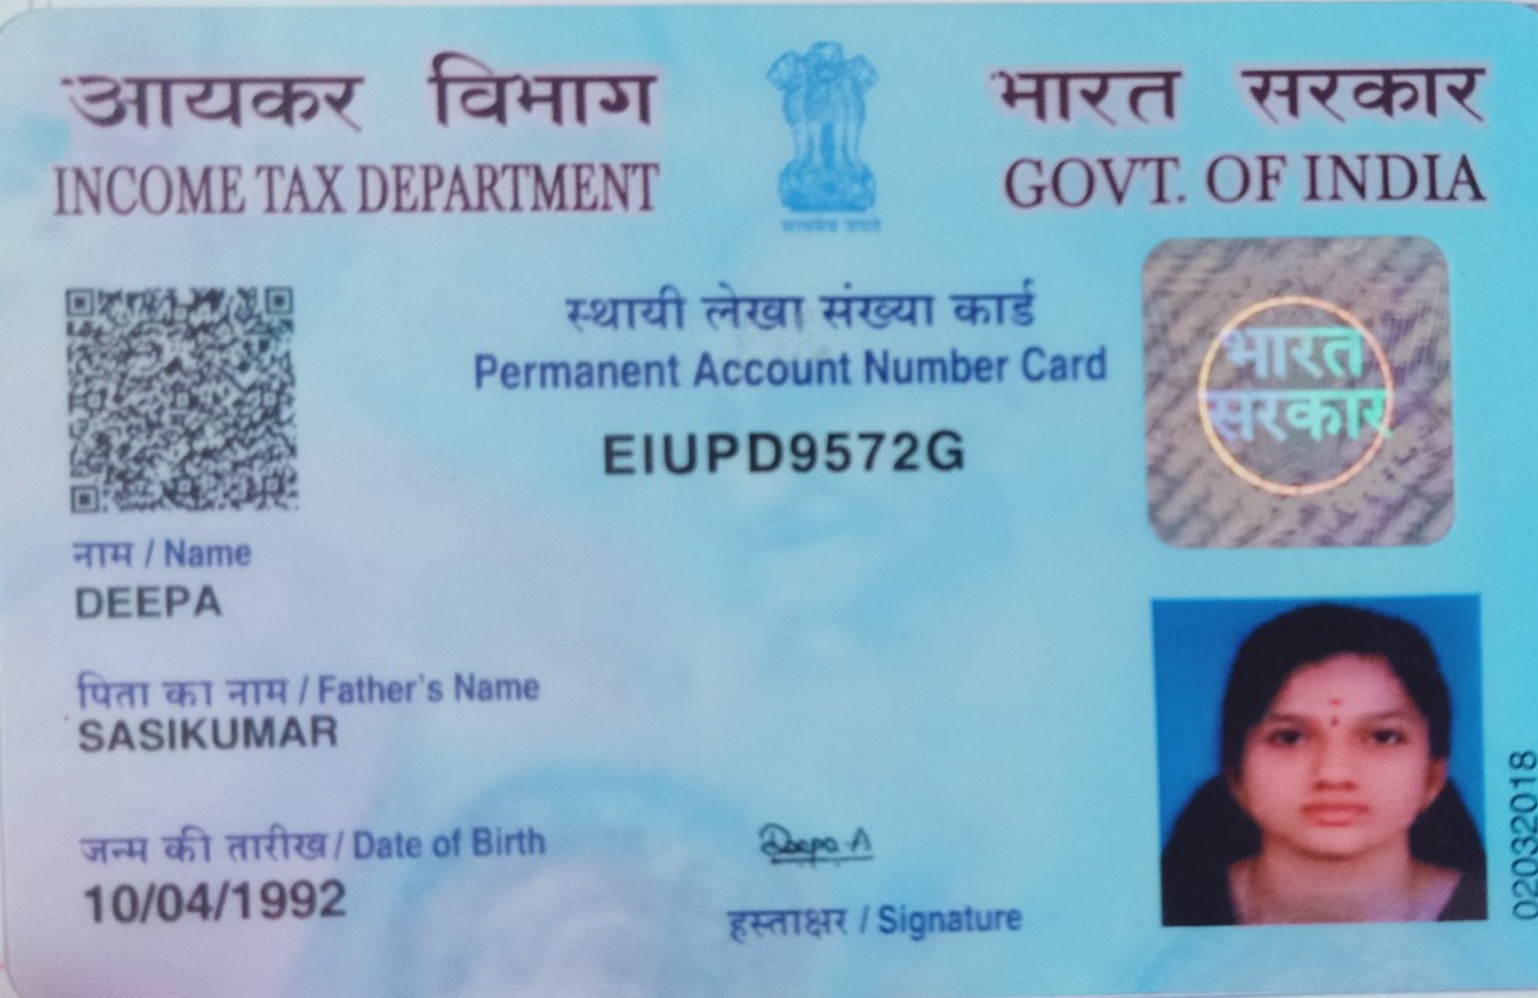 आयकर विभाग
INCOME TAX DEPARTMENT
भारत सरकार
GOVT. OF INDIA
सत्यमेव जयते
स्थायी लेखा संख्या कार्ड
Permanent Account Number Card
EIUPD9572G
भारत
सरकार
नाम / Name
DEEPA
पिता का नाम / Father's Name
SASIKUMAR
जन्म की तारीख / Date of Birth
10/04/1992
Deepa A
हस्ताक्षर / Signature
02032018